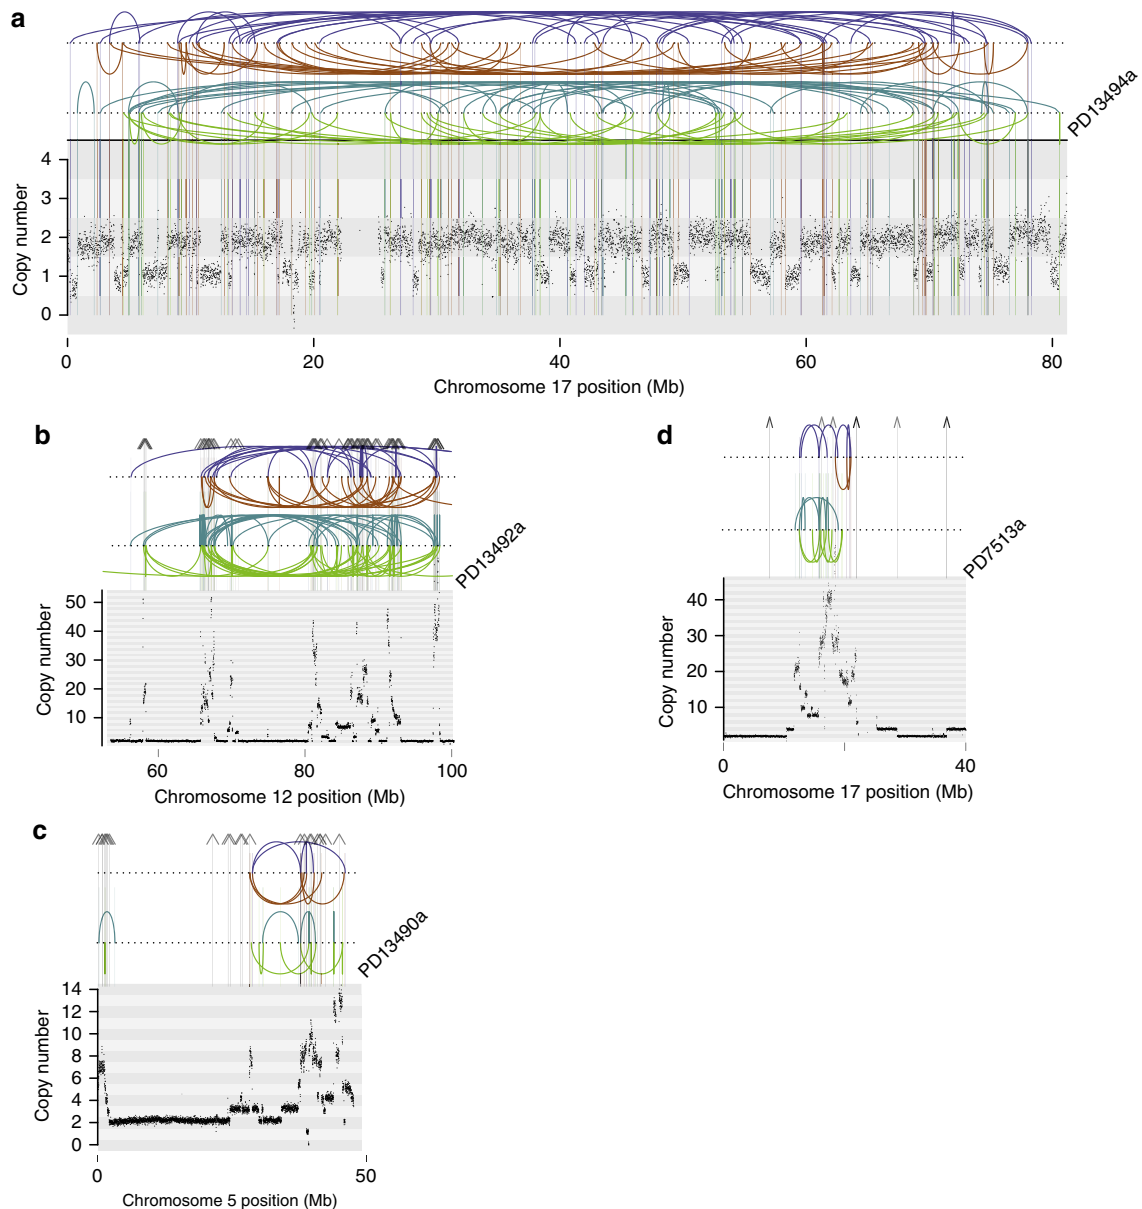 a
PD13494a
Copy number
4
3
2
1
0
0 20 40 60 80
Chromosome 17 position (Mb)
b
PD13492a
Copy number
50
40
30
20
10
60 80 100
Chromosome 12 position (Mb)
d
PD7513a
Copy number
40
30
20
10
0 20 40
Chromosome 17 position (Mb)
c
PD13490a
Copy number
14
12
10
8
6
4
2
0
0 50
Chromosome 5 position (Mb)